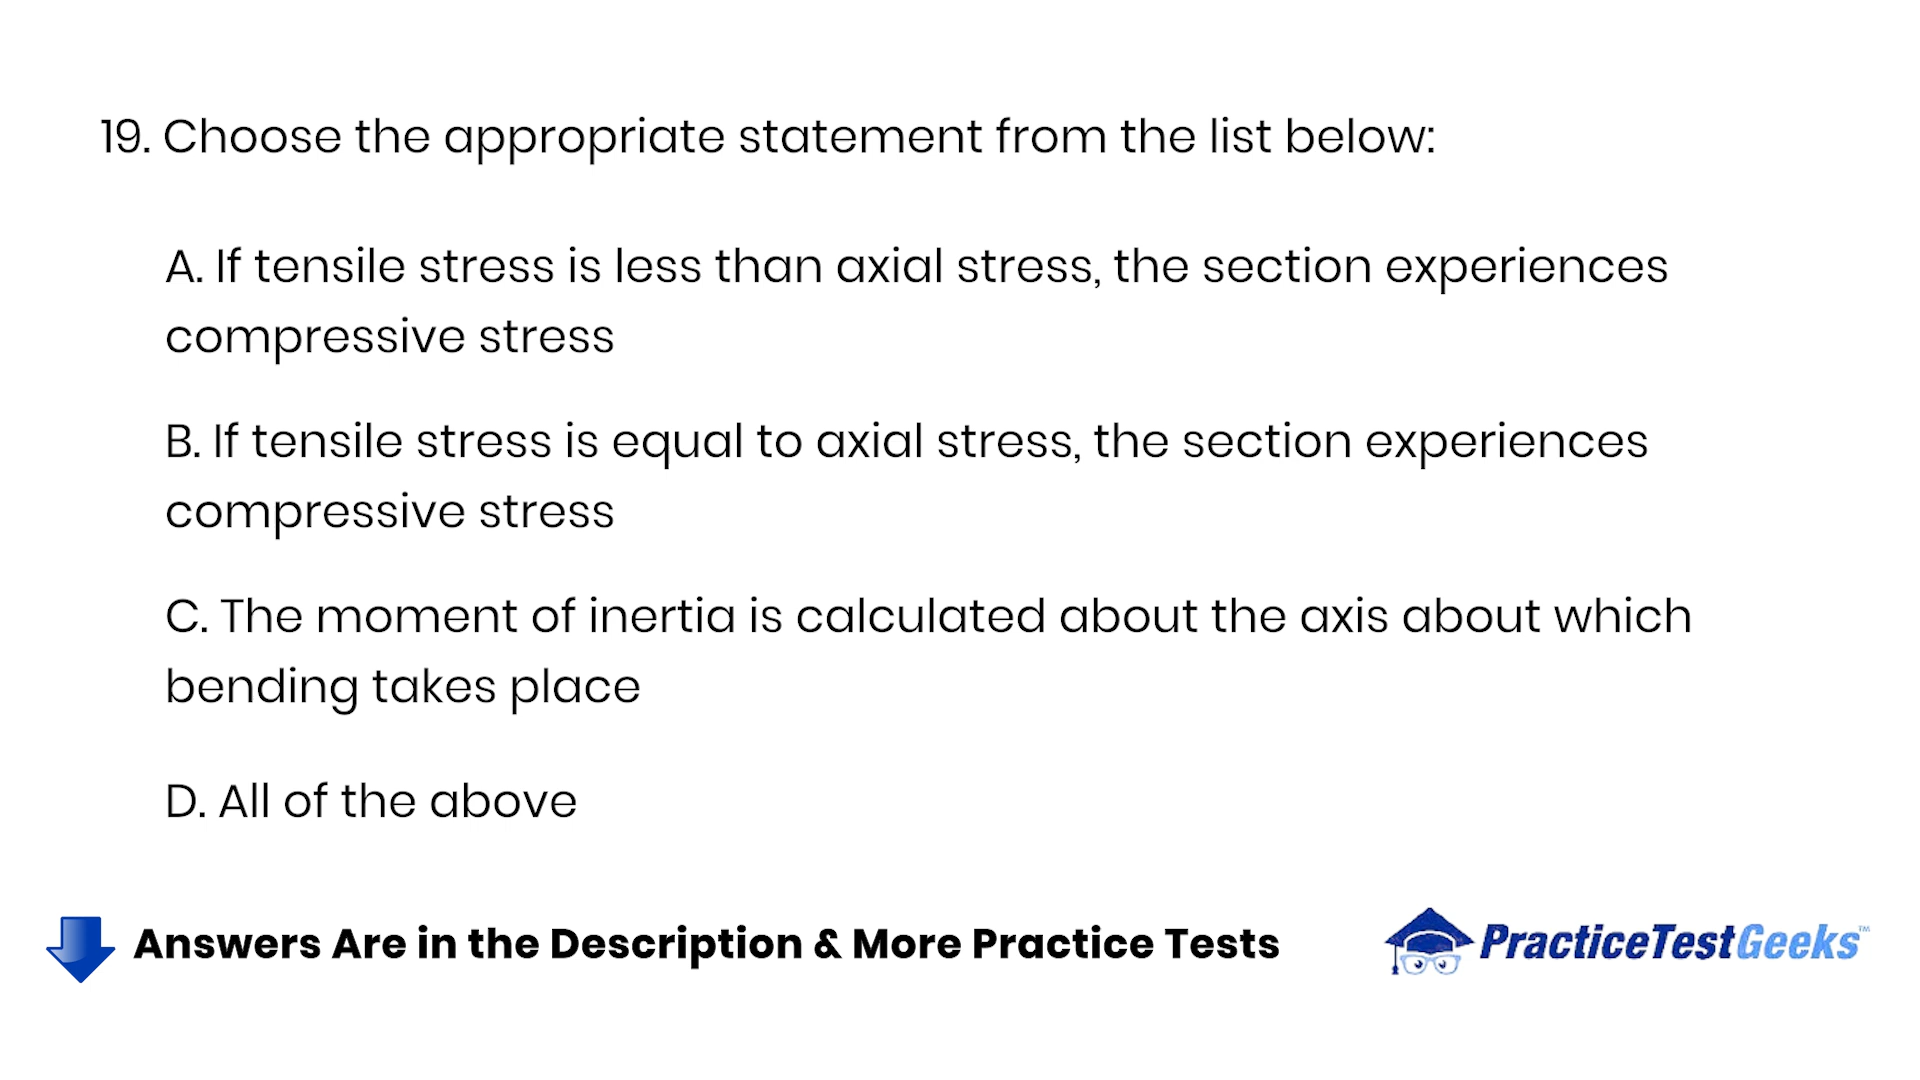 19. Choose the appropriate statement from the list below:
A. If tensile stress is less than axial stress, the section experiences
compressive stress
B. If tensile stress is equal to axial stress, the section experiences
compressive stress
C. The moment of inertia is calculated about the axis about which
bending takes place
D. All of the above
Answers Are in the Description & More Practice Tests
PracticeTestGeeks™